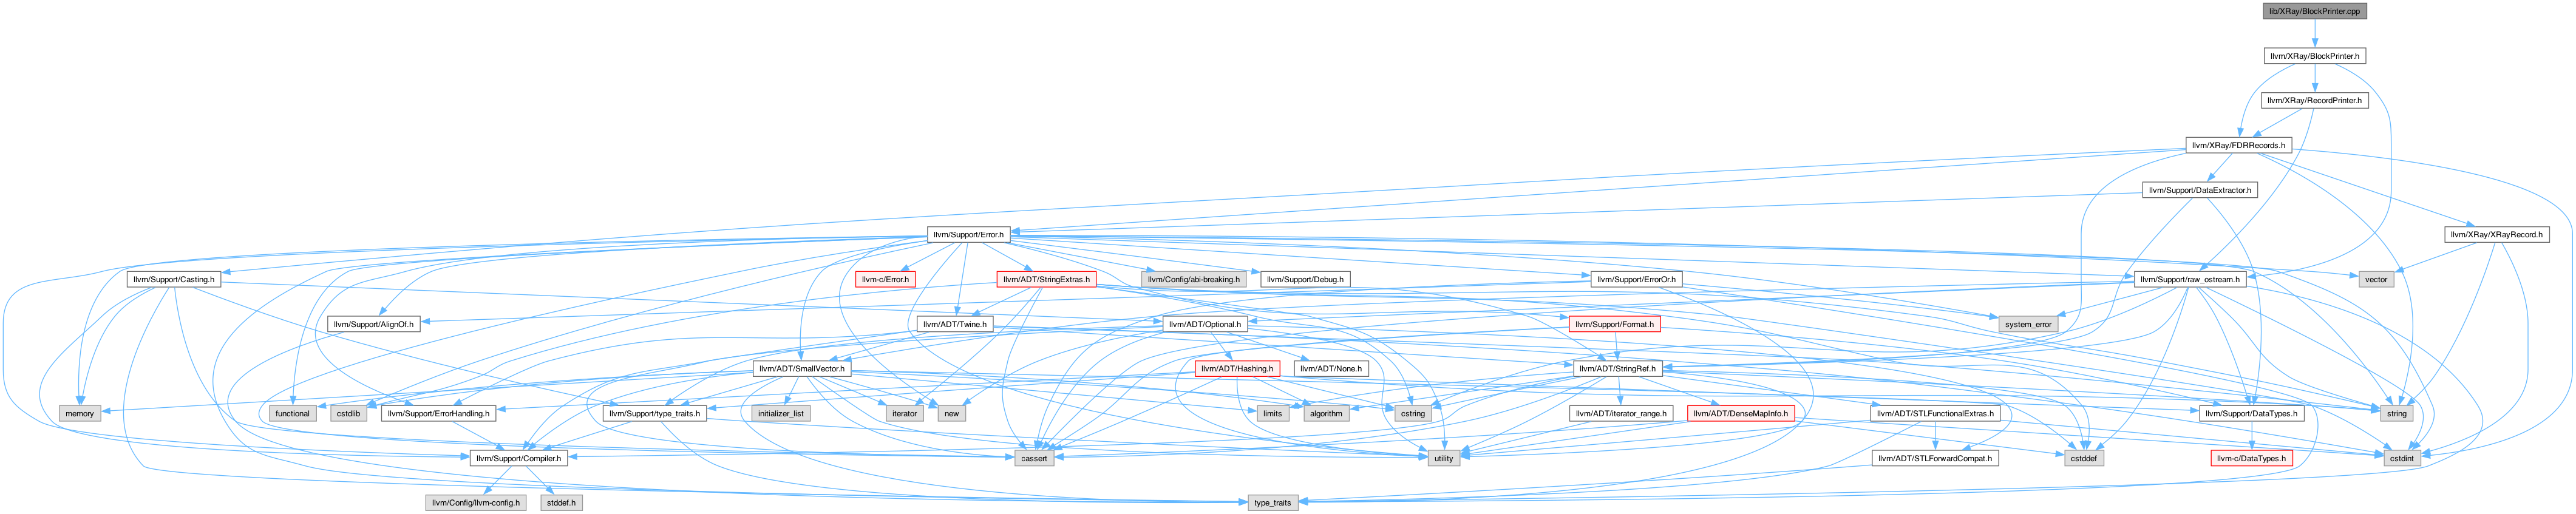 lib/XRay/BlockPrinter.cpp
llvm/XRay/BlockPrinter.h
llvm/XRay/RecordPrinter.h
llvm/XRay/FDRRecords.h
llvm/Support/DataExtractor.h
llvm/Support/Error.h
llvm/XRay/XRayRecord.h
llvm/Support/Casting.h
llvm-c/Error.h
llvm/ADT/StringExtras.h
llvm/Config/abi-breaking.h
llvm/Support/Debug.h
llvm/Support/ErrorOr.h
llvm/Support/raw_ostream.h
vector
llvm/Support/AlignOf.h
llvm/ADT/Twine.h
llvm/ADT/Optional.h
llvm/Support/Format.h
system_error
llvm/ADT/SmallVector.h
llvm/ADT/Hashing.h
llvm/ADT/None.h
llvm/ADT/StringRef.h
memory
functional
cstdlib
llvm/Support/ErrorHandling.h
llvm/Support/type_traits.h
initializer_list
iterator
new
limits
algorithm
cstring
llvm/ADT/iterator_range.h
llvm/ADT/DenseMapInfo.h
llvm/ADT/STLFunctionalExtras.h
llvm/Support/DataTypes.h
string
llvm/Support/Compiler.h
cassert
utility
llvm/ADT/STLForwardCompat.h
cstddef
llvm-c/DataTypes.h
cstdint
llvm/Config/llvm-config.h
stddef.h
type_traits